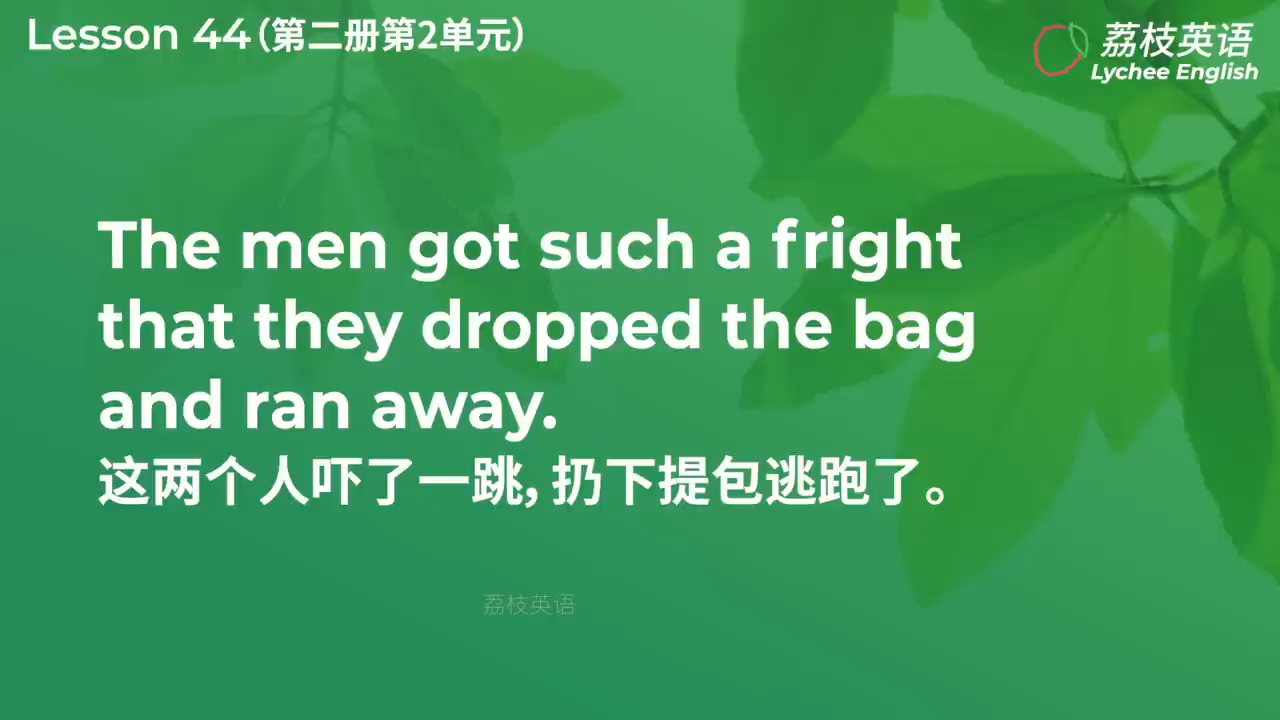 Lesson 44(第二册第2单元)
荔枝英语
Lychee English
The men got such a fright
that they dropped the bag
and ran away.
这两个人吓了一跳,扔下提包逃跑了。
荔枝英语